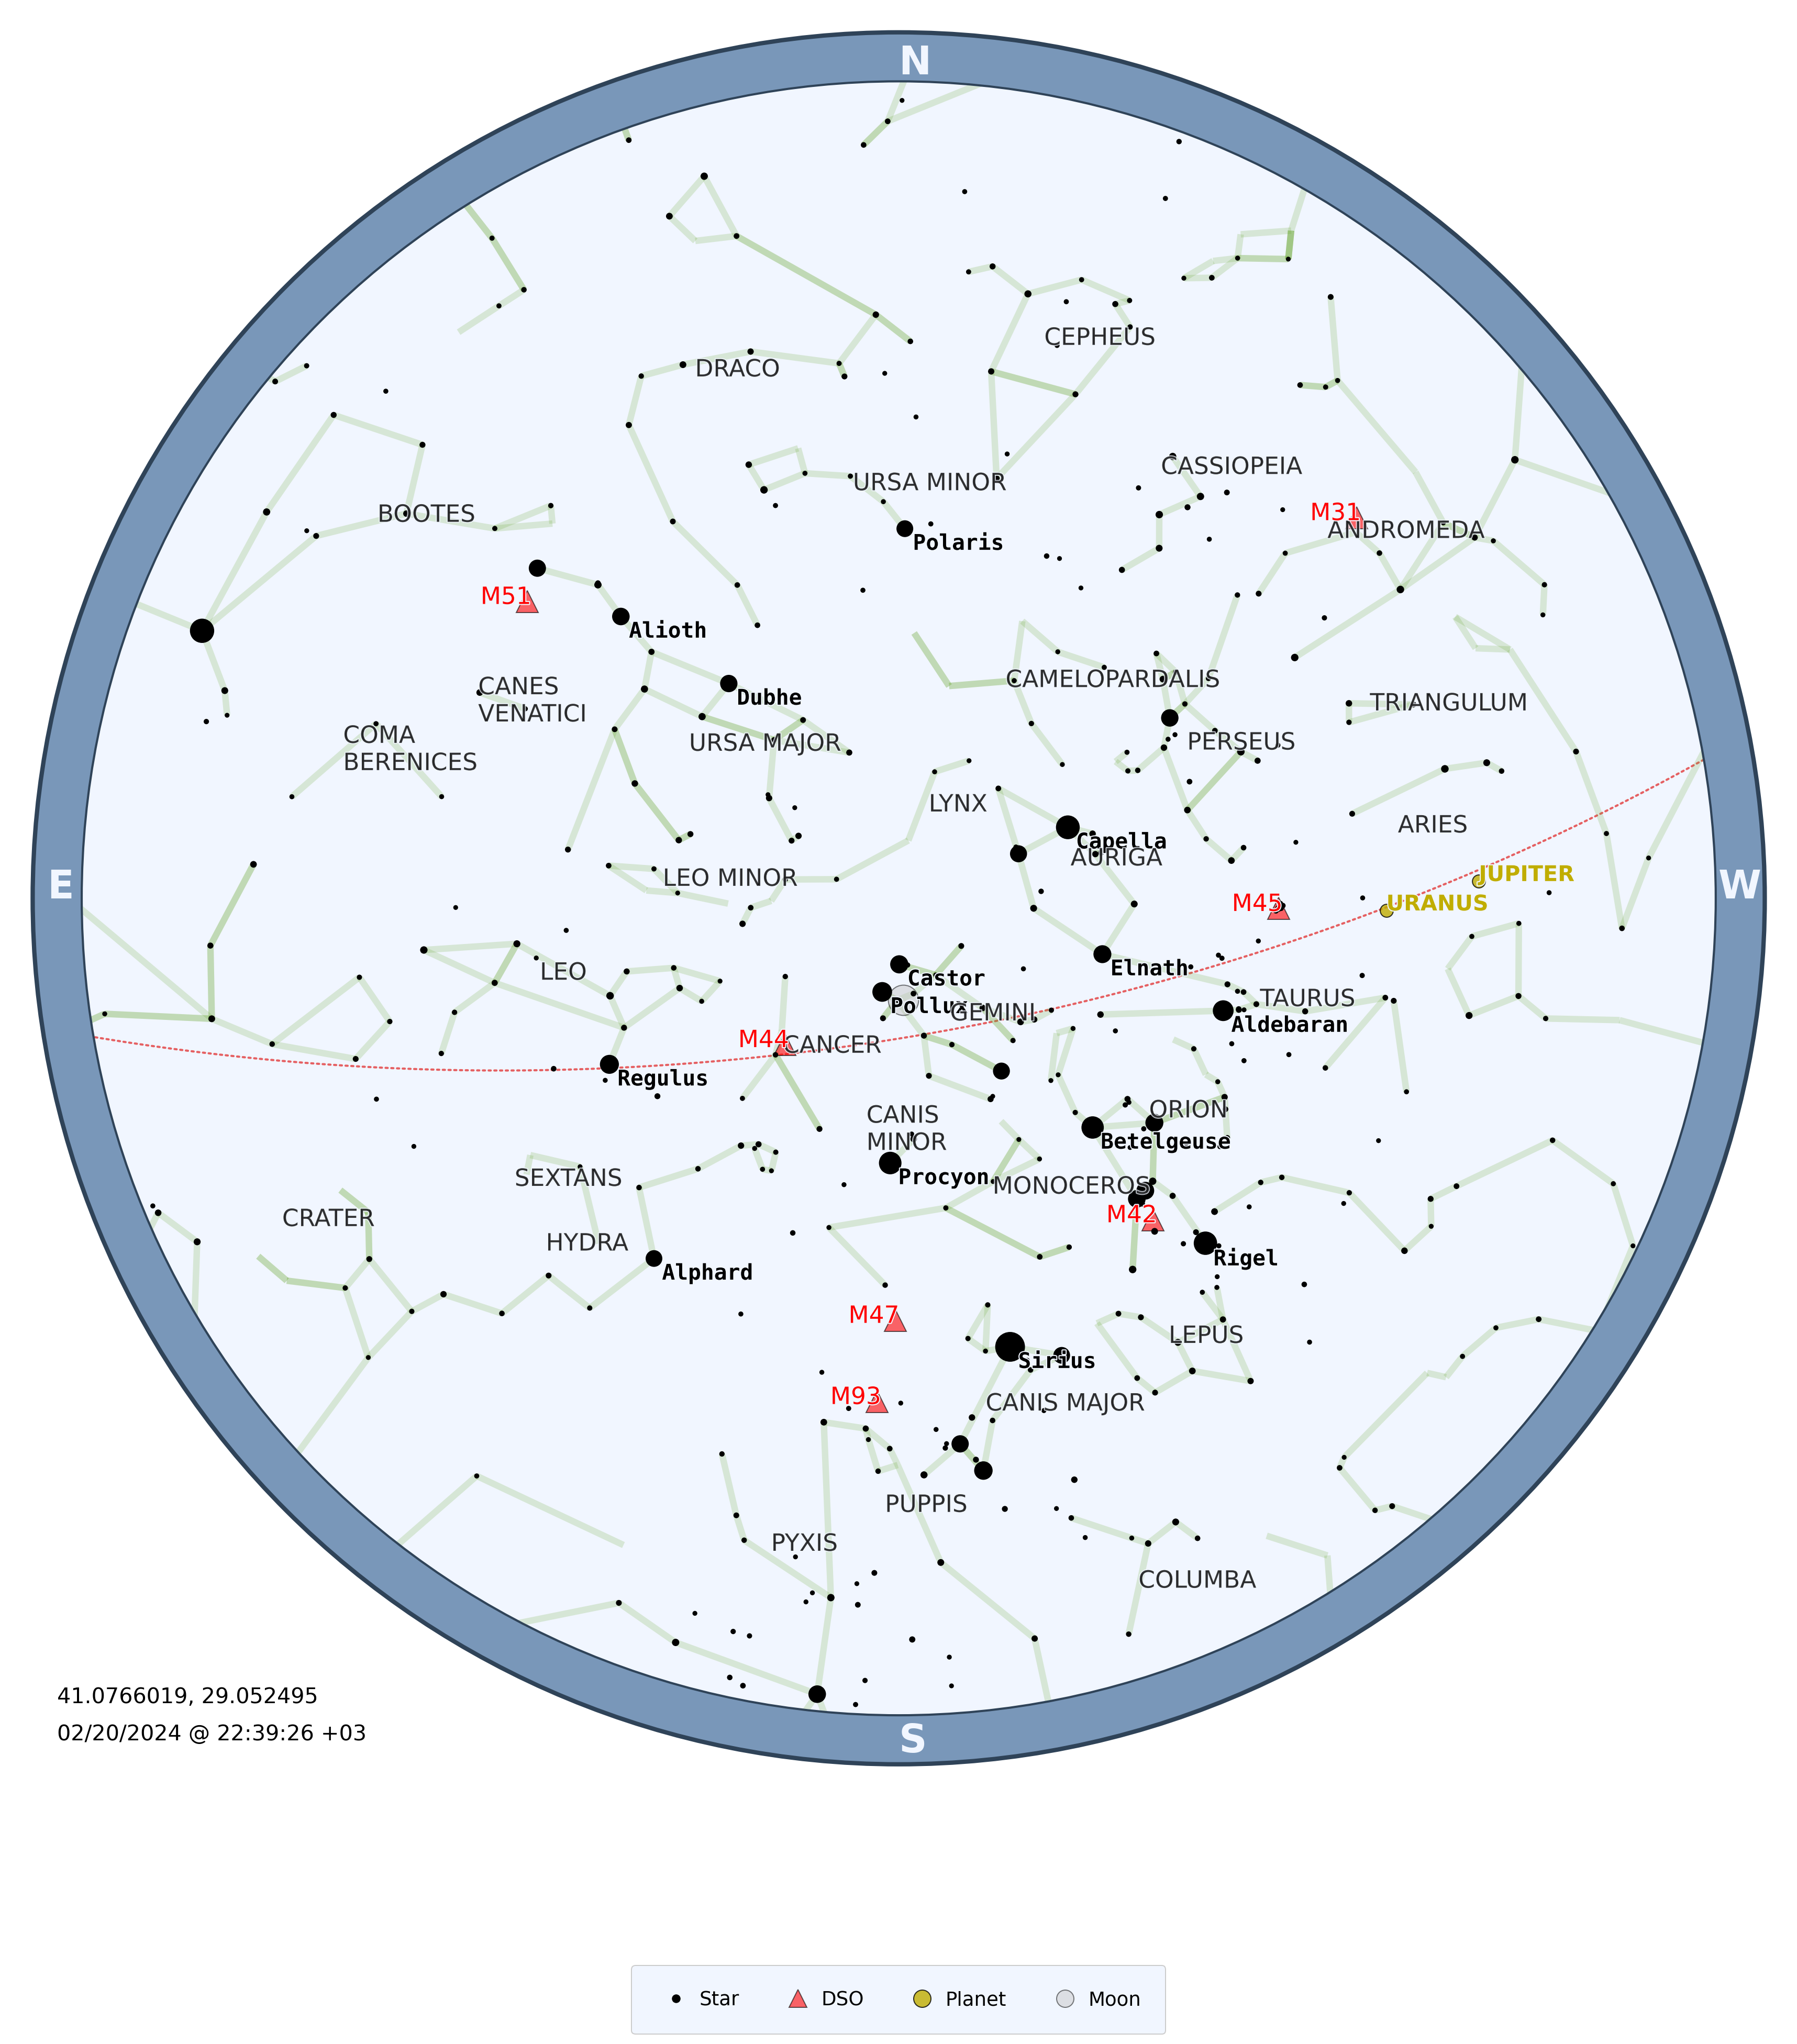 N
CEPHEUS
DRACO
CASSIOPEIA
URSA MINOR
M31
BOOTES
ANDROMEDA
Polaris
M51
Alioth
CAMELOPARDALIS
CANES
VENATICI
Dubhe
TRIANGULUM
COMA
BERENICES
URSA MAJOR
PERSEUS
LYNX
ARIES
Capella
AURIGA
JUPITER
LEO MINOR
E
W
M45
URANUS
LEO
Elnath
Castor
TAURUS
Pollux
GEMINI
Aldebaran
M44
CANCER
Regulus
ORION
CANIS
MINOR
Betelgeuse
SEXTANS
Procyon
MONOCEROS
CRATER
M42
HYDRA
Rigel
Alphard
M47
LEPUS
Sirius
M93
CANIS MAJOR
PUPPIS
PYXIS
COLUMBA
41.0766019, 29.052495
02/20/2024 @ 22:39:26 +03
S
Star
DSO
Planet
Moon